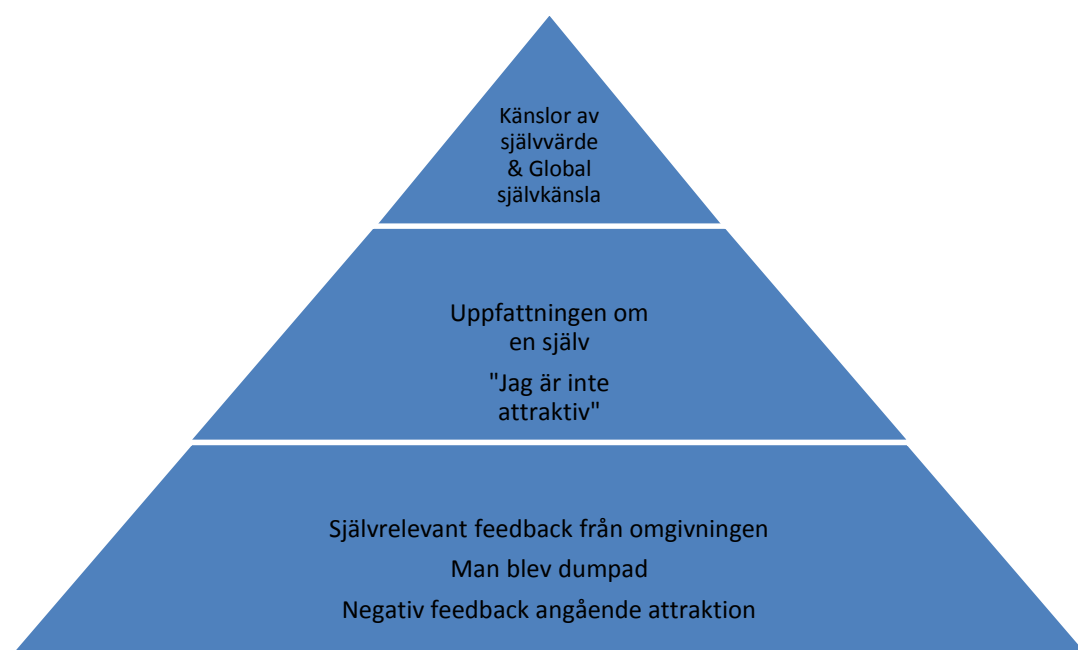 Känslor av
självvärde
& Global
självkänsla
Uppfattningen om
en själv
"Jag är inte
attraktiv"
Självrelevant feedback från omgivningen
Man blev dumpad
Negativ feedback angående attraktion